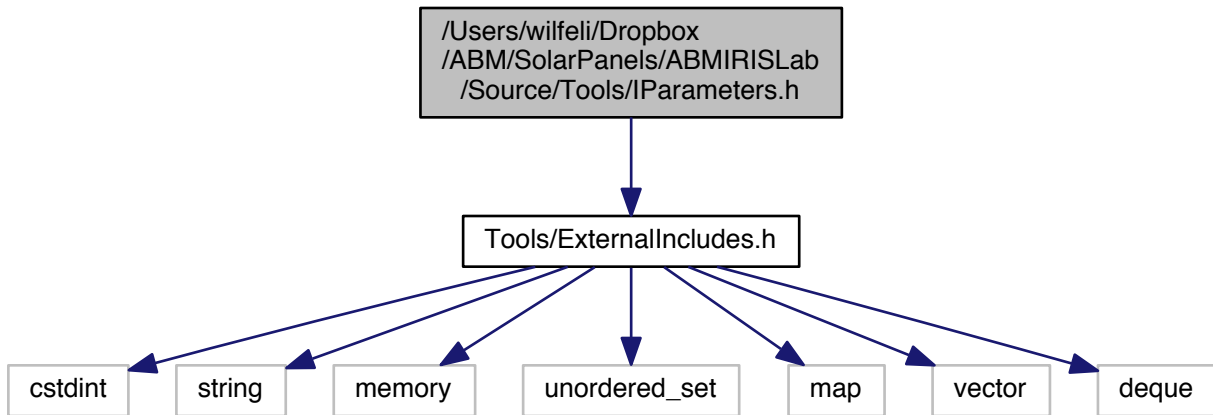 /Users/wilfeli/Dropbox
/ABM/SolarPanels/ABMIRISLab
/Source/Tools/IParameters.h
Tools/ExternalIncludes.h
cstdint
string
memory
unordered_set
map
vector
deque